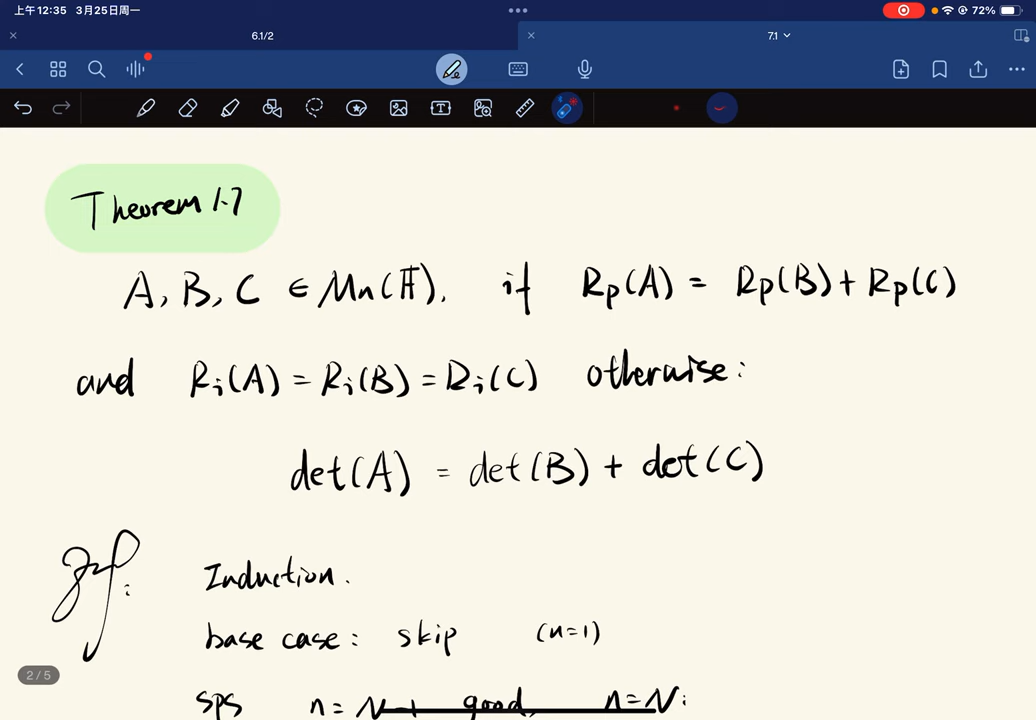 上午12:35 3月25日周一
72%
6.1/2
7.1
Theorem 1.7
A, B, C ∈ Mn(F), if Rp(A) = Rp(B) + Rp(C)
and Ri(A) = Ri(B) = Ri(C) otherwise:
det(A) = det(B) + det(C)
Induction.
base case: skip (n=1)
2/5
sps n = N-1 good, n = N: